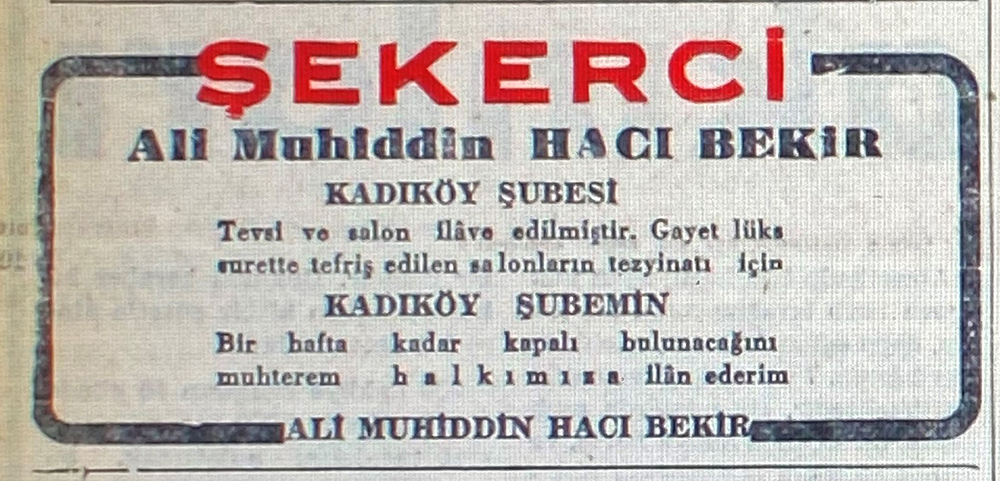 ŞEKERCİ
Ali Muhiddin HACI BEKİR
KADIKÖY ŞUBESİ
Tevsi ve salon ilâve edilmiştir. Gayet lüks
surette tefriş edilen salonların tezyinatı için
KADIKÖY ŞUBEMİN
Bir hafta kadar kapalı bulunacağını
muhterem halkımıza ilân ederim
ALİ MUHİDDİN HACI BEKİR